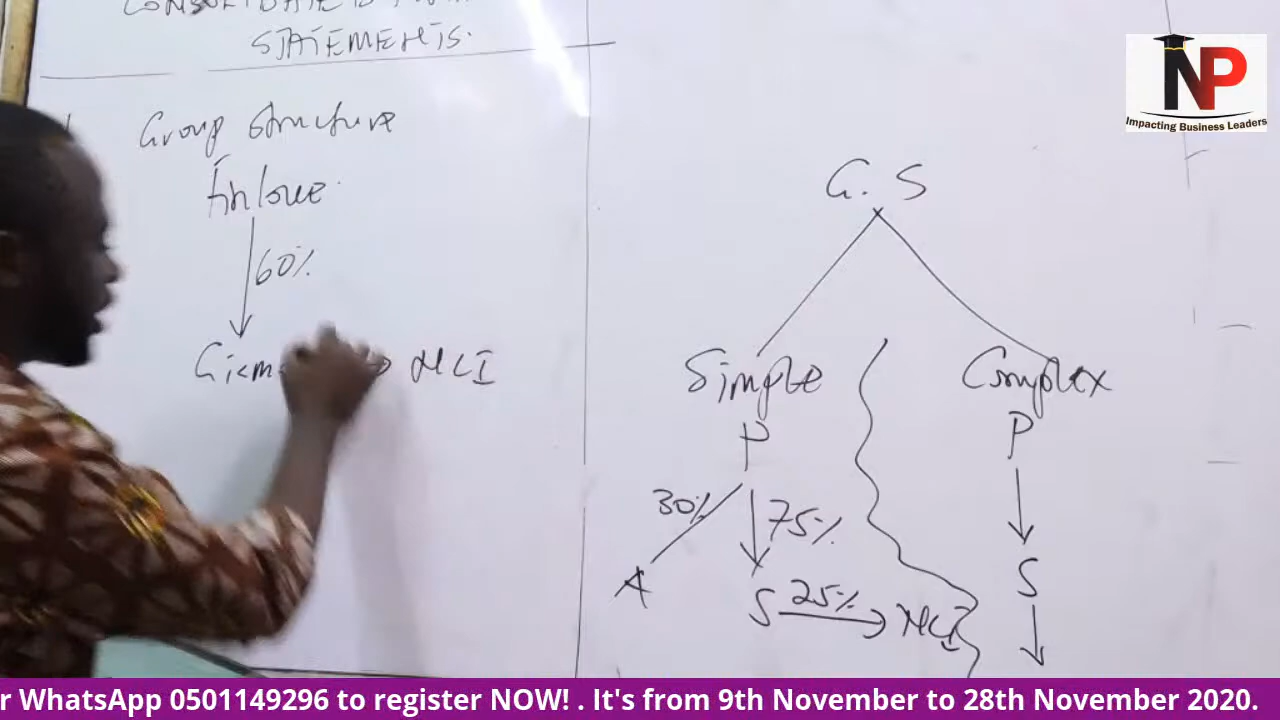 STATEMENTS.
Group Structure
60%
NCI
G.S
Simple
Complex
P
P
30%
75%
A
S
25%
NCI
S
NP
Impacting Business Leaders
r WhatsApp 0501149296 to register NOW! . It's from 9th November to 28th November 2020.